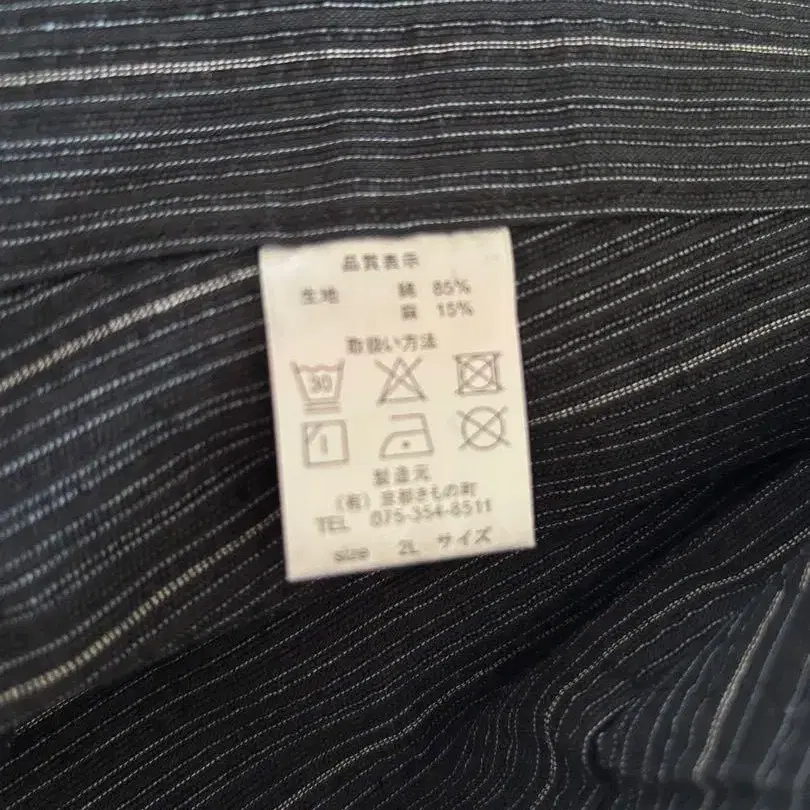 品質表示
生地 綿 85%
麻 15%
取扱い方法
30
製造元
(有) 京都きもの町
TEL 075-354-8511
size 2L サイズ